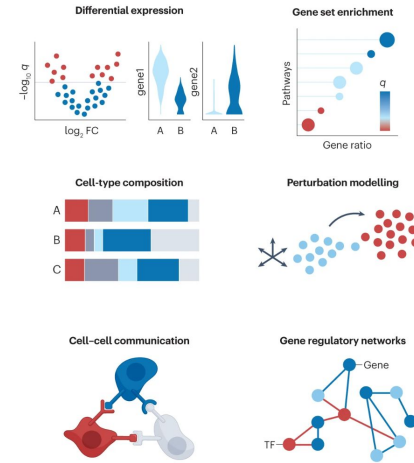 Differential expression
Gene set enrichment
–log₁₀ q
log₂ FC
gene1
A B
gene2
A B
Pathways
q
Gene ratio
Cell-type composition
Perturbation modelling
A
B
C
Cell–cell communication
Gene regulatory networks
Gene
TF